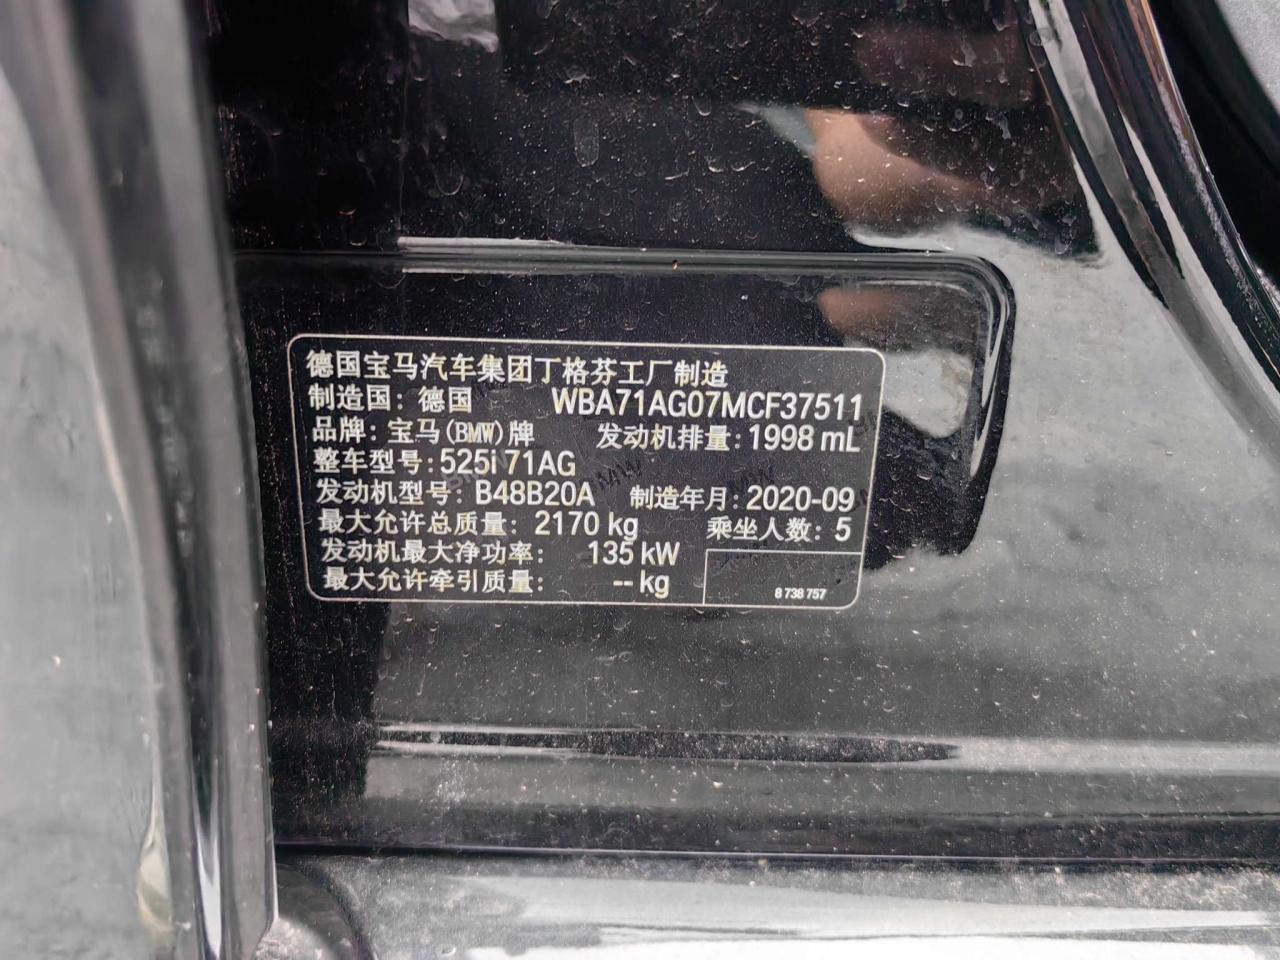 德国宝马汽车集团丁格芬工厂制造
制造国：德国 WBA71AG07MCF37511
品牌：宝马(BMW)牌 发动机排量：1998 mL
整车型号：525i 71AG
发动机型号：B48B20A 制造年月：2020-09
最大允许总质量：2170 kg 乘坐人数：5
发动机最大净功率：135 kW
最大允许牵引质量：-- kg
8 738 757